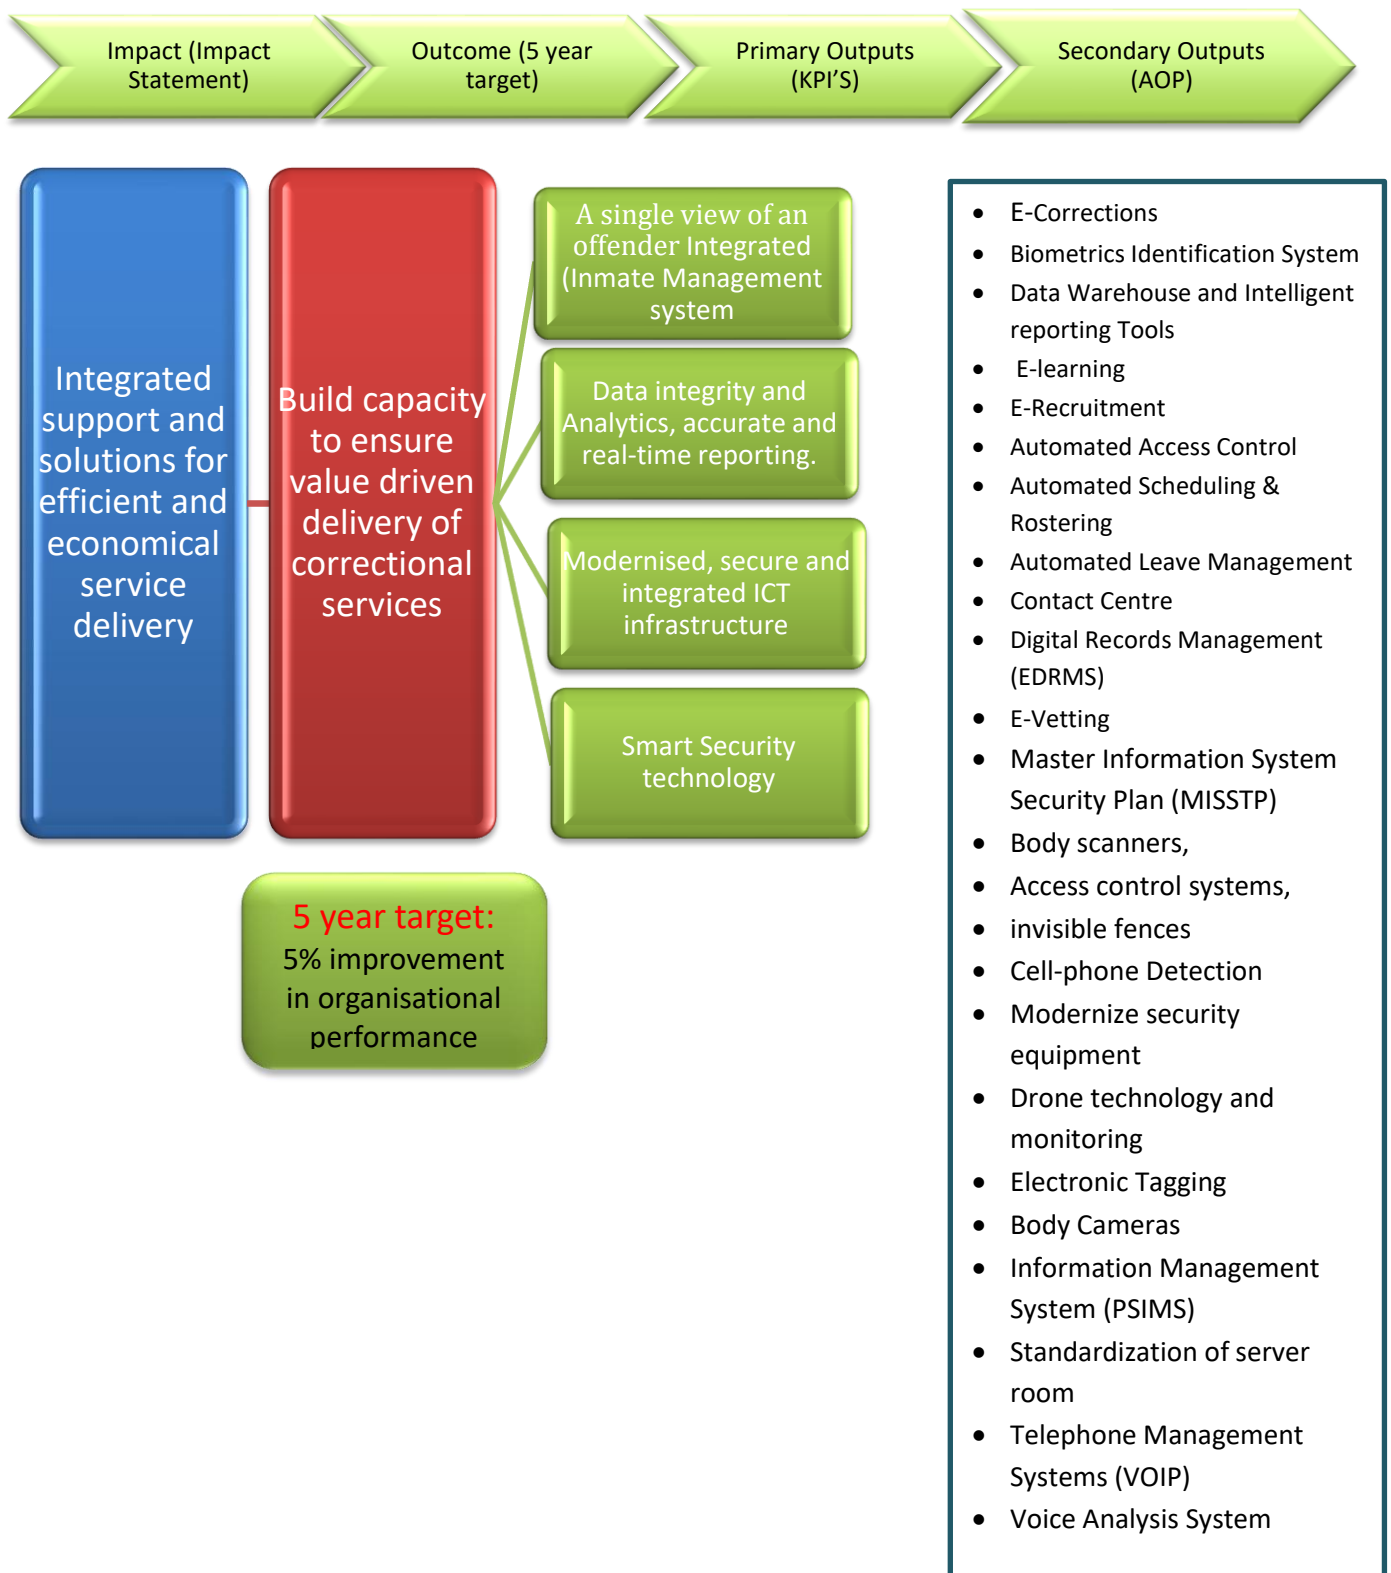 Impact (Impact
Statement)
Outcome (5 year
target)
Primary Outputs
(KPI'S)
Secondary Outputs
(AOP)
Integrated
support and
solutions for
efficient and
economical
service
delivery
Build capacity
to ensure
value driven
delivery of
correctional
services
A single view of an
offender Integrated
(Inmate Management
system
Data integrity and
Analytics, accurate and
real-time reporting.
Modernised, secure and
integrated ICT
infrastructure
Smart Security
technology
5 year target:
5% improvement
in organisational
performance
• E-Corrections
• Biometrics Identification System
• Data Warehouse and Intelligent
reporting Tools
• E-learning
• E-Recruitment
• Automated Access Control
• Automated Scheduling &
Rostering
• Automated Leave Management
• Contact Centre
• Digital Records Management
(EDRMS)
• E-Vetting
• Master Information System
Security Plan (MISSTP)
• Body scanners,
• Access control systems,
• invisible fences
• Cell-phone Detection
• Modernize security
equipment
• Drone technology and
monitoring
• Electronic Tagging
• Body Cameras
• Information Management
System (PSIMS)
• Standardization of server
room
• Telephone Management
Systems (VOIP)
• Voice Analysis System